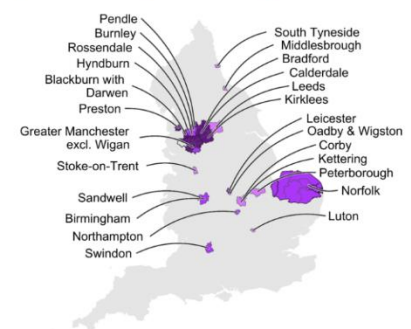 Pendle
Burnley
Rossendale
Hyndburn
Blackburn with
Darwen
Preston
Greater Manchester
excl. Wigan
Stoke-on-Trent
Sandwell
Birmingham
Northampton
Swindon
South Tyneside
Middlesbrough
Bradford
Calderdale
Leeds
Kirklees
Leicester
Oadby & Wigston
Corby
Kettering
Peterborough
Norfolk
Luton